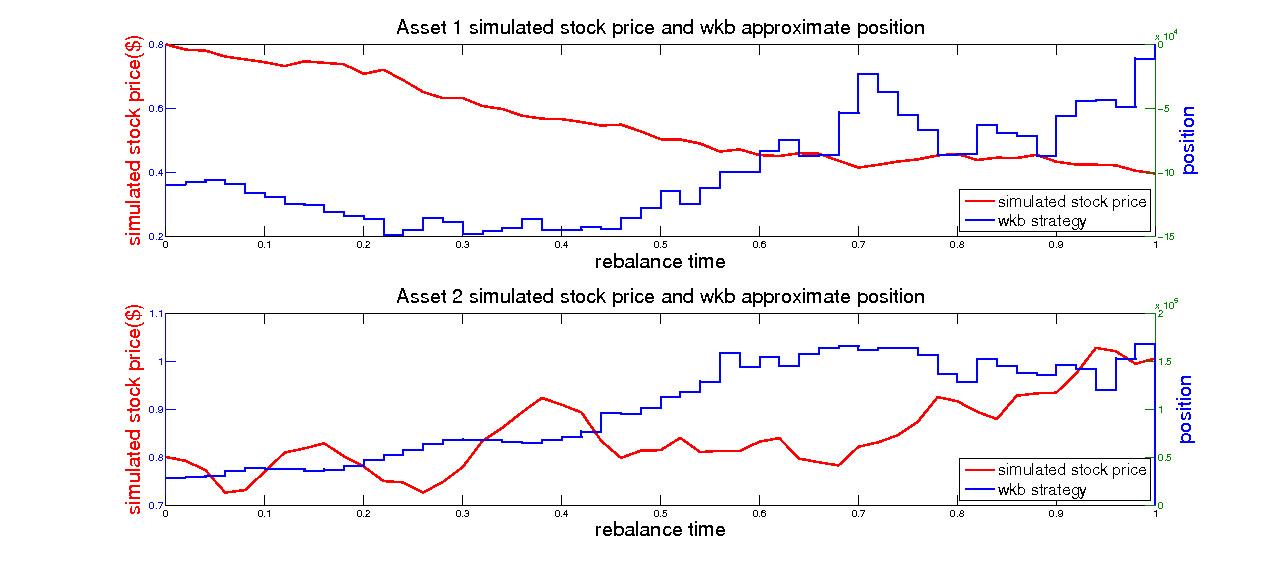 Asset 1 simulated stock price and wkb approximate position
simulated stock price($)
0.8
0.6
0.4
0.2
x 10^4
0
-5
-10
-15
position
simulated stock price
wkb strategy
0 0.1 0.2 0.3 0.4 0.5 0.6 0.7 0.8 0.9 1
rebalance time
Asset 2 simulated stock price and wkb approximate position
simulated stock price($)
1.1
1
0.9
0.8
0.7
2
1.5
1
0.5
0
position
simulated stock price
wkb strategy
0 0.1 0.2 0.3 0.4 0.5 0.6 0.7 0.8 0.9 1
rebalance time